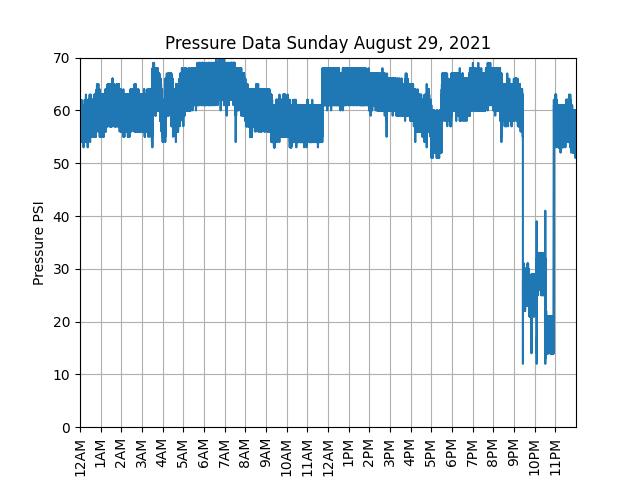 Pressure Data Sunday August 29, 2021
Pressure PSI
70
60
50
40
30
20
10
0
12AM
1AM
2AM
3AM
4AM
5AM
6AM
7AM
8AM
9AM
10AM
11AM
12AM
1PM
2PM
3PM
4PM
5PM
6PM
7PM
8PM
9PM
10PM
11PM